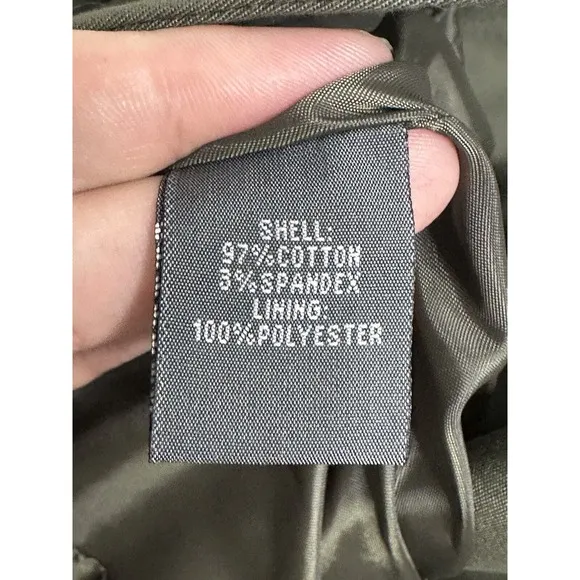 SHELL:
97%COTTON
3%SPANDEX
LINING:
100%POLYESTER